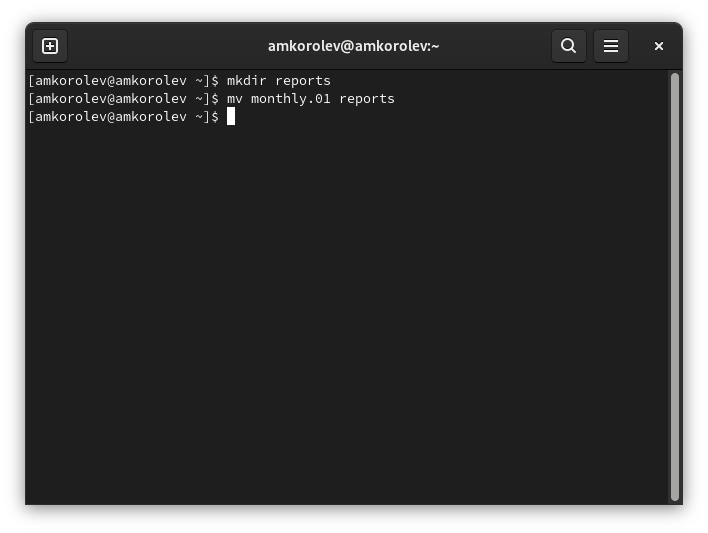 amkorolev@amkorolev:~
[amkorolev@amkorolev ~]$ mkdir reports
[amkorolev@amkorolev ~]$ mv monthly.01 reports
[amkorolev@amkorolev ~]$